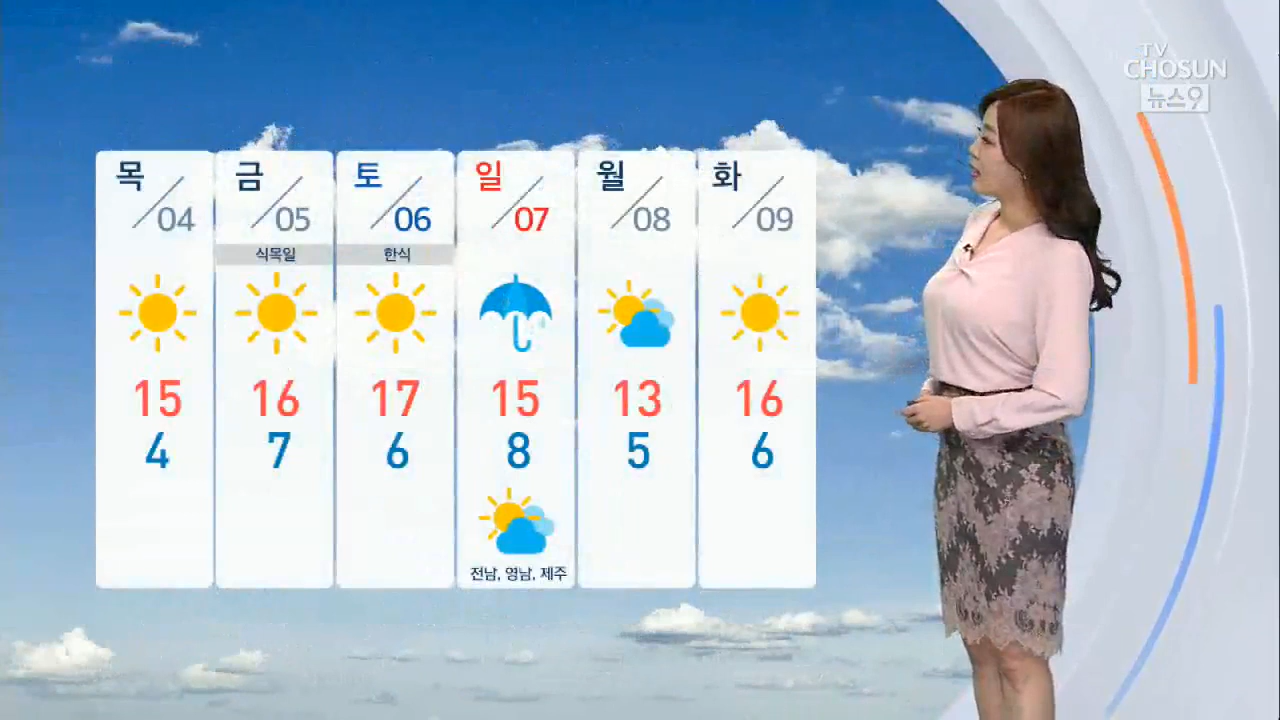 TV
CHOSUN
뉴스9
목 금 토 일 월 화
04 05 06 07 08 09
식목일 한식
15 16 17 15 13 16
4 7 6 8 5 6
전남, 영남, 제주